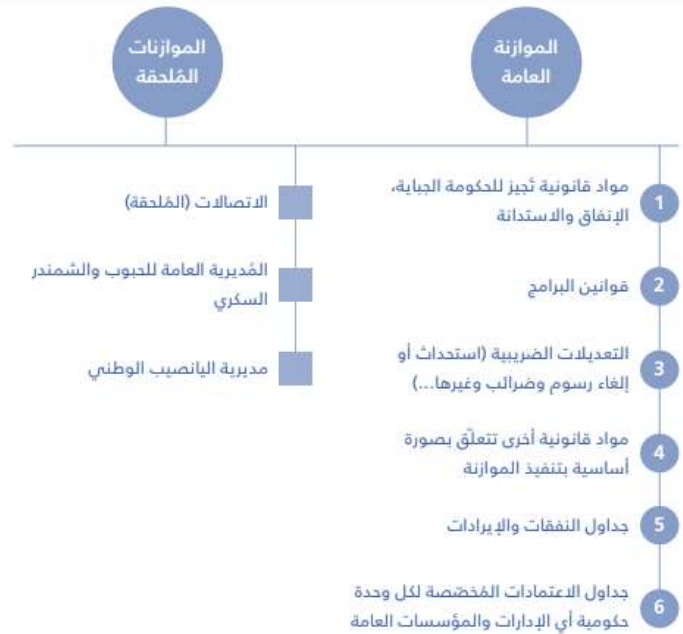 الموازنة
العامة
1
مواد قانونية تُجيز للحكومة الجباية،
الإنفاق والاستدانة
2
قوانين البرامج
3
التعديلات الضريبية (استحداث أو
إلغاء رسوم وضرائب وغيرها...)
4
مواد قانونية أخرى تتعلّق بصورة
أساسية بتنفيذ الموازنة
5
جداول النفقات والإيرادات
6
جداول الاعتمادات المُخصّصة لكل وحدة
حكومية أي الإدارات والمؤسسات العامة
الموازنات
المُلحقة
الاتصالات (المُلحقة)
المُديرية العامة للحبوب والشمندر
السكري
مديرية اليانصيب الوطني